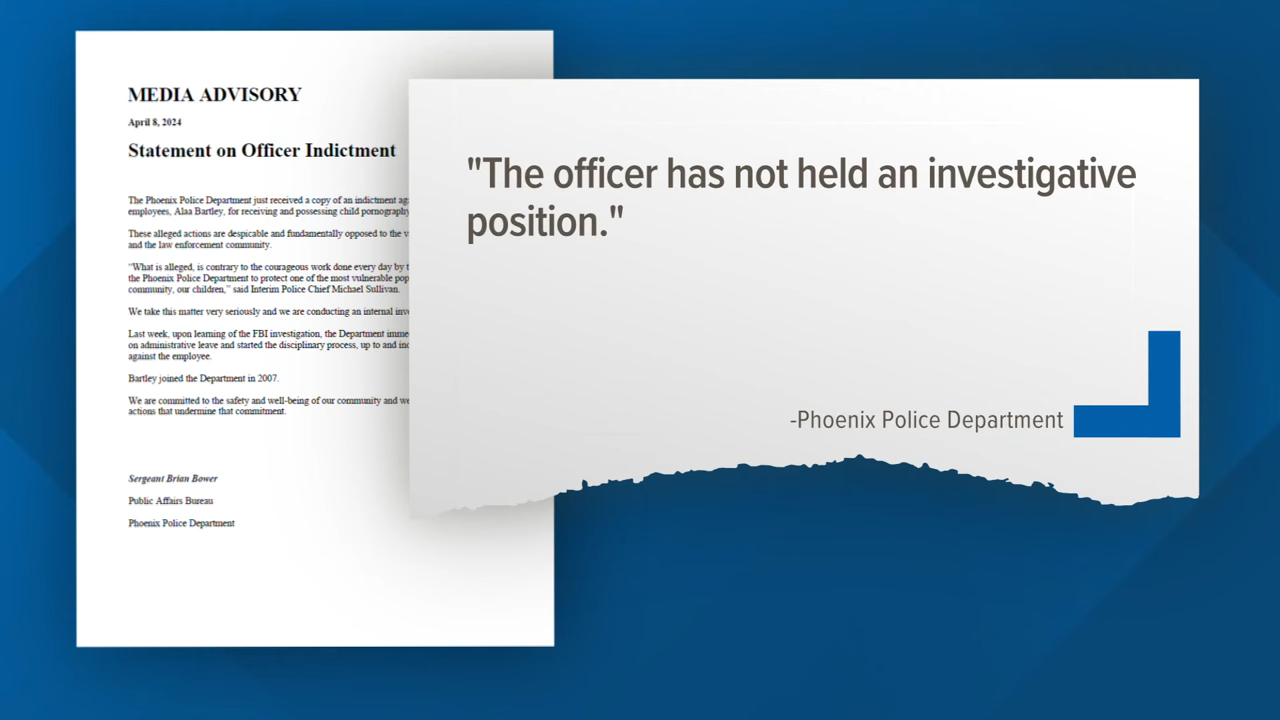 MEDIA ADVISORY
April 8, 2024
Statement on Officer Indictment
The Phoenix Police Department just received a copy of an indictment
employees, Alaa Bartley, for receiving and possessing child pornography
These alleged actions are despicable and fundamentally opposed to the
and the law enforcement community.
"What is alleged, is contrary to the courageous work done every day by
the Phoenix Police Department to protect one of the most vulnerable
community, our children," said Interim Police Chief Michael Sullivan.
We take this matter very seriously and we are conducting an internal
Last week, upon learning of the FBI investigation, the Department
on administrative leave and started the disciplinary process, up to and
against the employee.
Bartley joined the Department in 2007.
We are committed to the safety and well-being of our community and
actions that undermine that commitment.
Sergeant Brian Bower
Public Affairs Bureau
Phoenix Police Department
"The officer has not held an investigative
position."
-Phoenix Police Department